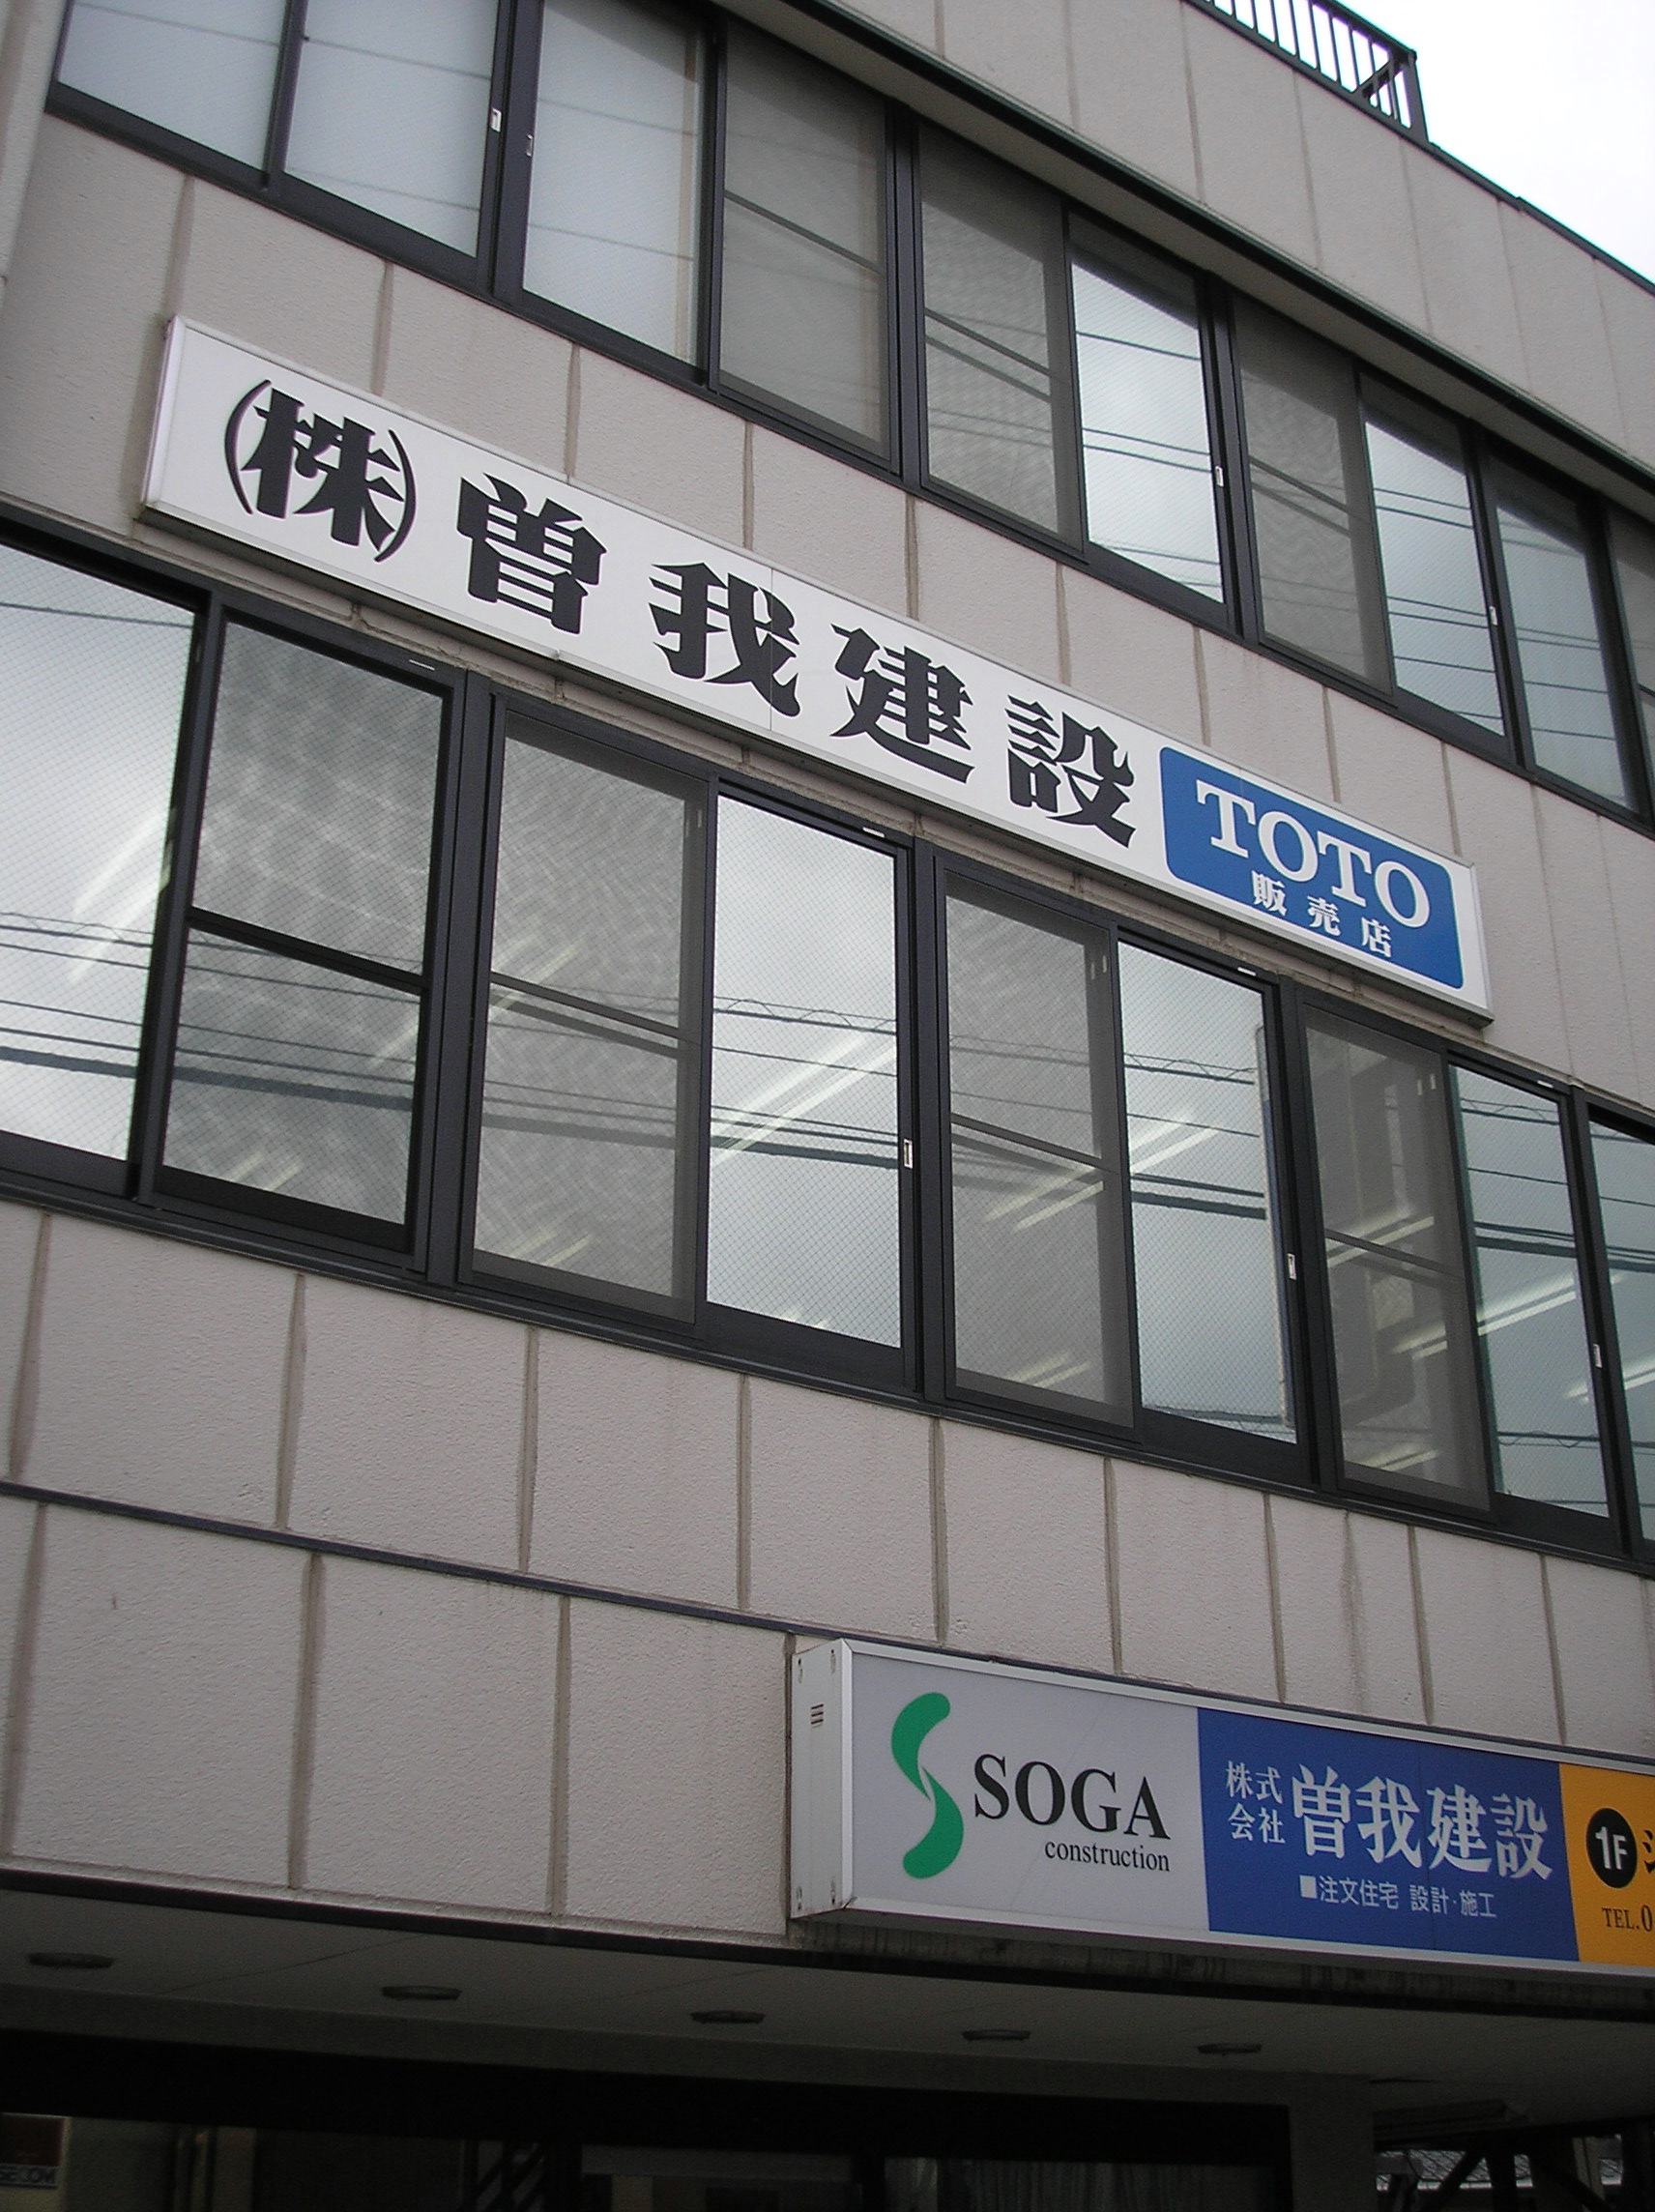 (株)曽我建設
TOTO
販売店
SOGA
construction
株式
会社
曽我建設
■注文住宅 設計・施工
1F
TEL.0
SECOM